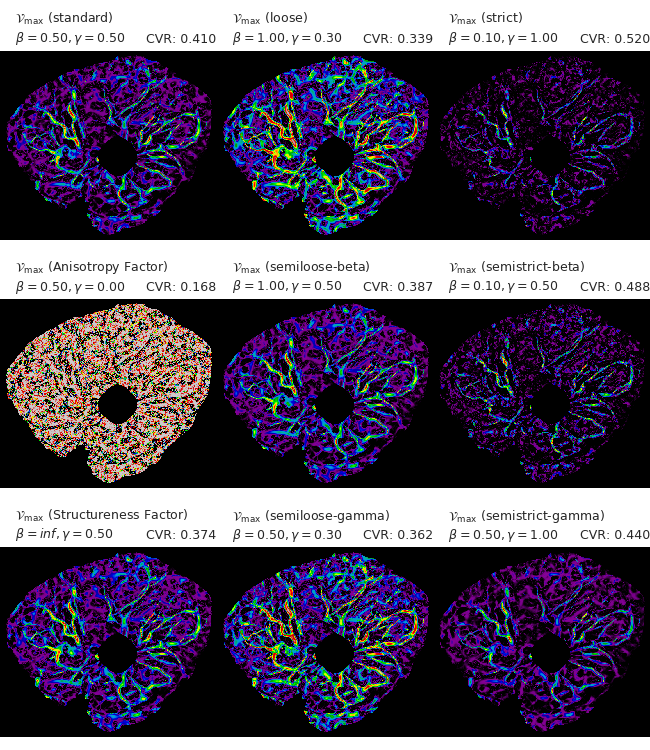 𝒱max (standard)
β = 0.50, γ = 0.50 CVR: 0.410
𝒱max (loose)
β = 1.00, γ = 0.30 CVR: 0.339
𝒱max (strict)
β = 0.10, γ = 1.00 CVR: 0.520
𝒱max (Anisotropy Factor)
β = 0.50, γ = 0.00 CVR: 0.168
𝒱max (semiloose-beta)
β = 1.00, γ = 0.50 CVR: 0.387
𝒱max (semistrict-beta)
β = 0.10, γ = 0.50 CVR: 0.488
𝒱max (Structureness Factor)
β = inf, γ = 0.50 CVR: 0.374
𝒱max (semiloose-gamma)
β = 0.50, γ = 0.30 CVR: 0.362
𝒱max (semistrict-gamma)
β = 0.50, γ = 1.00 CVR: 0.440